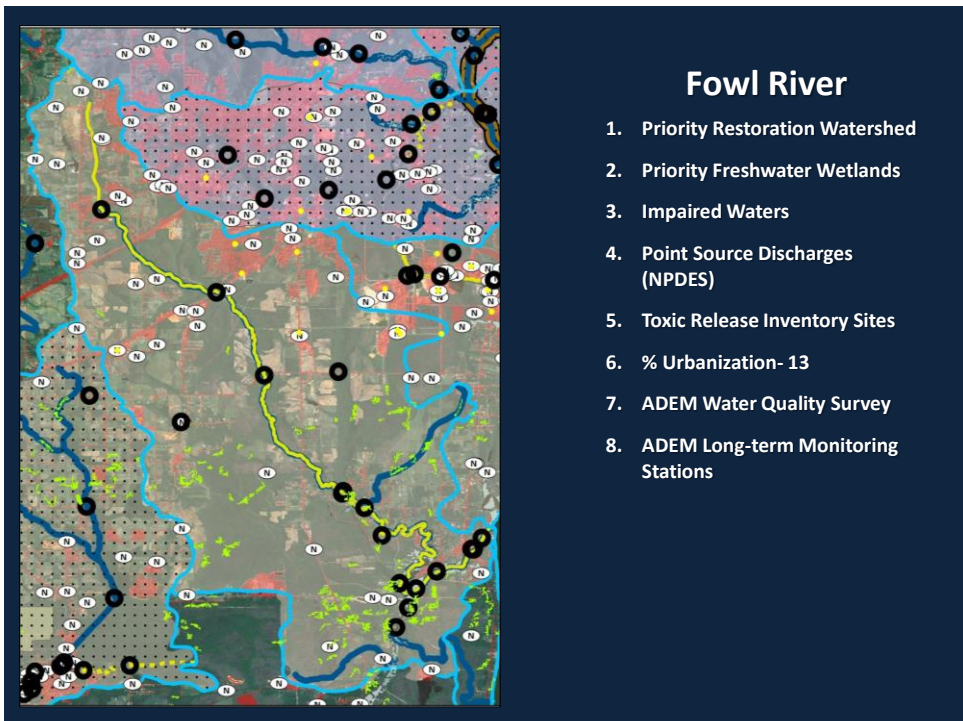 Fowl River
1. Priority Restoration Watershed
2. Priority Freshwater Wetlands
3. Impaired Waters
4. Point Source Discharges
(NPDES)
5. Toxic Release Inventory Sites
6. % Urbanization- 13
7. ADEM Water Quality Survey
8. ADEM Long-term Monitoring
Stations